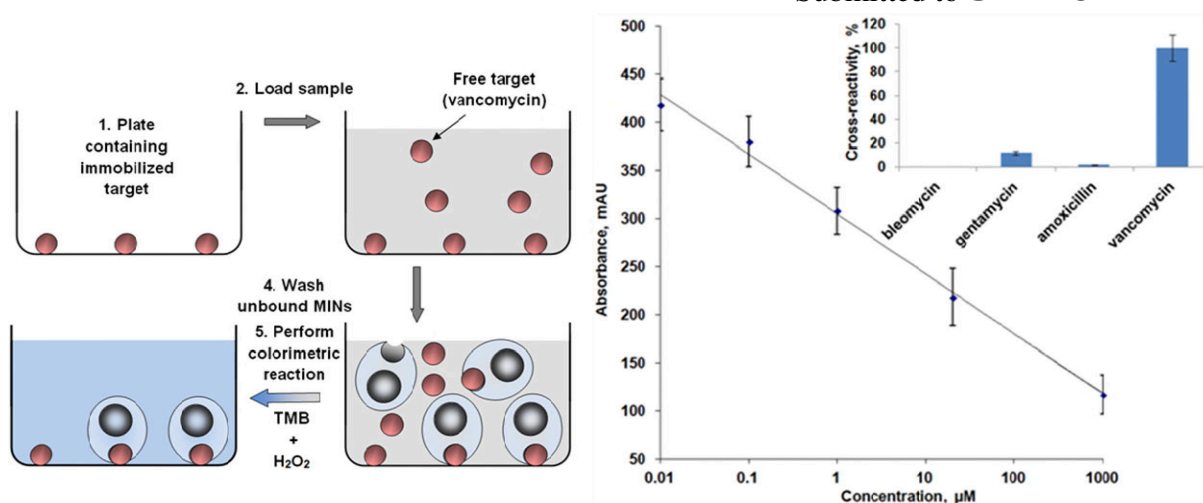 1. Plate
containing
immobilized
target
2. Load sample
Free target
(vancomycin)
4. Wash
unbound MINs
5. Perform
colorimetric
reaction
TMB
+
H₂O₂
Absorbance, mAU
450
400
350
300
250
200
150
100
50
0.01
0.1
1
10
100
1000
Concentration, µM
Cross-reactivity, %
120
100
80
60
40
20
0
bleomycin
gentamycin
amoxicillin
vancomycin